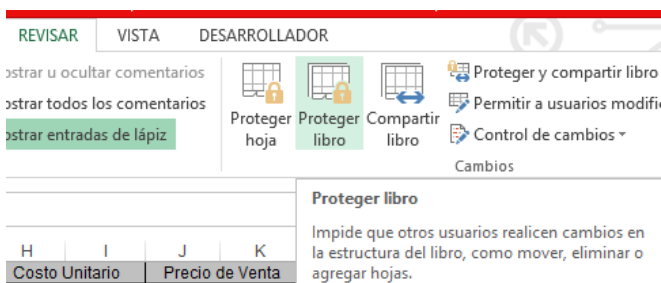 REVISAR VISTA DESARROLLADOR
ostrar u ocultar comentarios
ostrar todos los comentarios
ostrar entradas de lápiz
Proteger hoja
Proteger libro
Compartir libro
Proteger y compartir libro
Permitir a usuarios modifi
Control de cambios
Cambios
Proteger libro
Impide que otros usuarios realicen cambios en
la estructura del libro, como mover, eliminar o
agregar hojas.
H I J K
Costo Unitario Precio de Venta